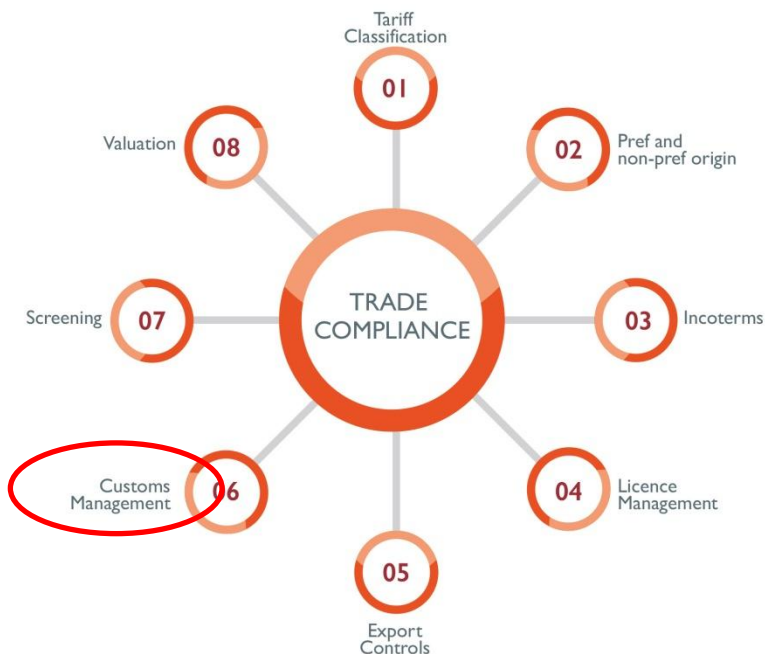 Tariff
Classification
01
Valuation
08
02
Pref and
non-pref origin
TRADE
COMPLIANCE
Screening
07
03
Incoterms
Customs
Management
06
04
Licence
Management
05
Export
Controls